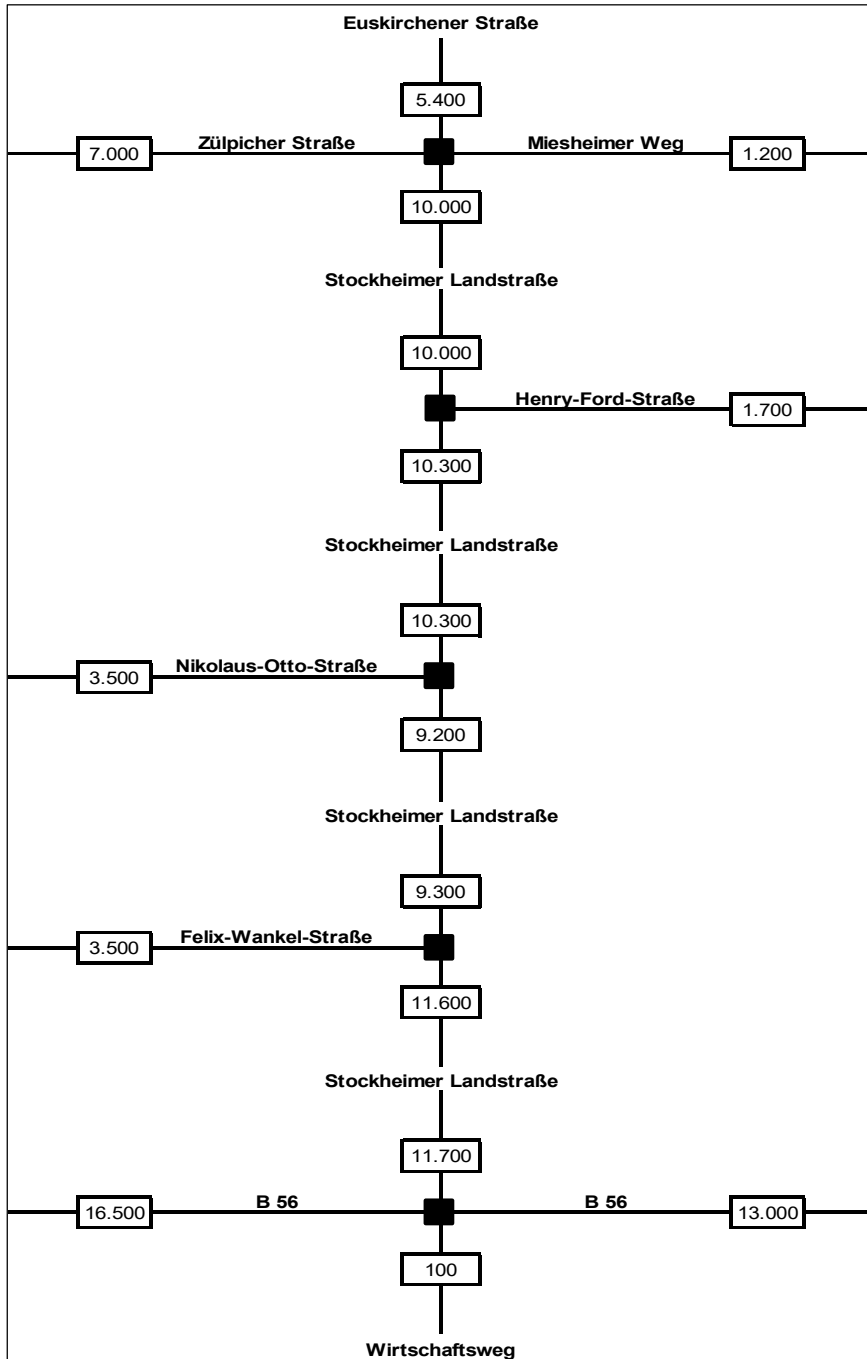 Euskirchener Straße
5.400
7.000 Zülpicher Straße Miesheimer Weg 1.200
10.000
Stockheimer Landstraße
10.000
Henry-Ford-Straße 1.700
10.300
Stockheimer Landstraße
10.300
3.500 Nikolaus-Otto-Straße
9.200
Stockheimer Landstraße
9.300
3.500 Felix-Wankel-Straße
11.600
Stockheimer Landstraße
11.700
16.500 B 56 B 56 13.000
100
Wirtschaftsweg